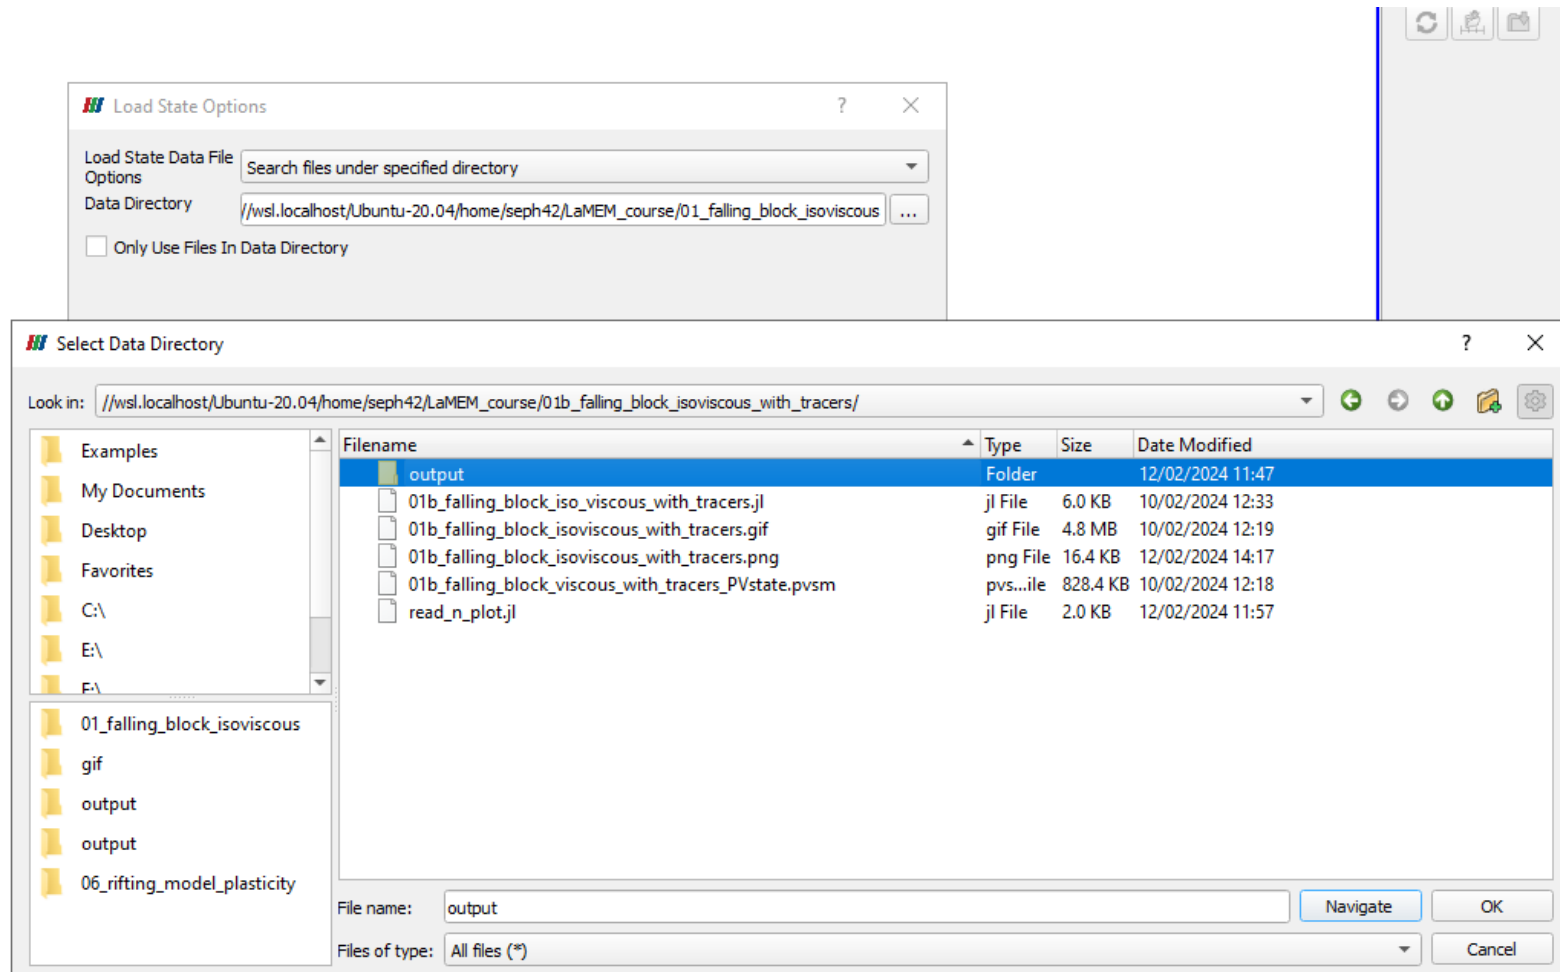 Load State Options
?
Load State Data File Options
Search files under specified directory
Data Directory
//wsl.localhost/Ubuntu-20.04/home/seph42/LaMEM_course/01_falling_block_isoviscous
...
Only Use Files In Data Directory
Select Data Directory
?
Look in:
//wsl.localhost/Ubuntu-20.04/home/seph42/LaMEM_course/01b_falling_block_isoviscous_with_tracers/
Examples
My Documents
Desktop
Favorites
C:\
E:\
F:\
01_falling_block_isoviscous
gif
output
output
06_rifting_model_plasticity
Filename Type Size Date Modified
output Folder 12/02/2024 11:47
01b_falling_block_iso_viscous_with_tracers.jl jl File 6.0 KB 10/02/2024 12:33
01b_falling_block_isoviscous_with_tracers.gif gif File 4.8 MB 10/02/2024 12:19
01b_falling_block_isoviscous_with_tracers.png png File 16.4 KB 12/02/2024 14:17
01b_falling_block_viscous_with_tracers_PVstate.pvsm pvs...ile 828.4 KB 10/02/2024 12:18
read_n_plot.jl jl File 2.0 KB 12/02/2024 11:57
File name: output Navigate OK
Files of type: All files (*) Cancel